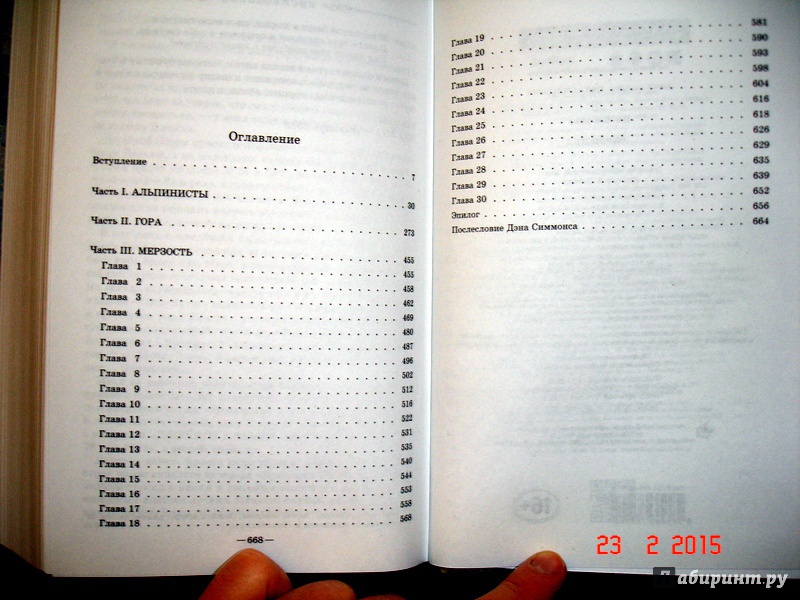 Оглавление
Вступление 7
Часть I. АЛЬПИНИСТЫ 30
Часть II. ГОРА 273
Часть III. МЕРЗОСТЬ 455
Глава 1 455
Глава 2 458
Глава 3 462
Глава 4 469
Глава 5 480
Глава 6 487
Глава 7 496
Глава 8 502
Глава 9 512
Глава 10 516
Глава 11 522
Глава 12 531
Глава 13 535
Глава 14 540
Глава 15 544
Глава 16 553
Глава 17 558
Глава 18 568
—668—
Глава 19 581
Глава 20 590
Глава 21 593
Глава 22 598
Глава 23 604
Глава 24 616
Глава 25 618
Глава 26 626
Глава 27 629
Глава 28 635
Глава 29 639
Глава 30 652
Эпилог 656
Послесловие Дэна Симмонса 664
16+
23 2 2015
Лабиринт.ру